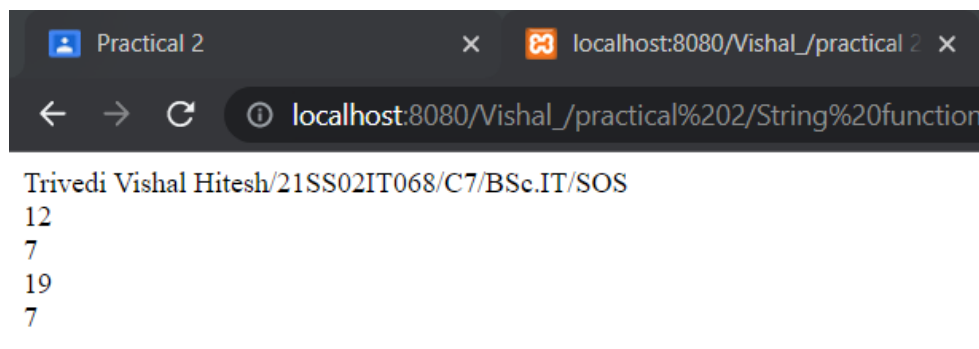 Practical 2
localhost:8080/Vishal_/practical 2
localhost:8080/Vishal_/practical%202/String%20function
Trivedi Vishal Hitesh/21SS02IT068/C7/BSc.IT/SOS
12
7
19
7